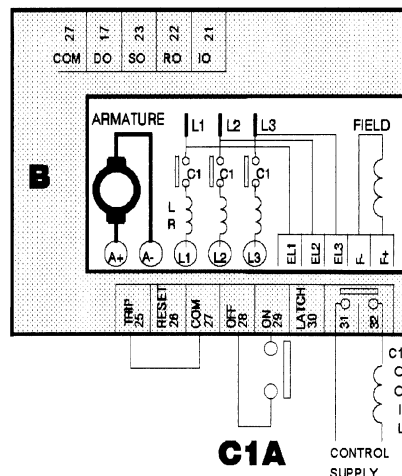 27 17 23 22 21
COM DO SO RO IO
ARMATURE
L1 L2 L3
FIELD
C1 C1 C1
B
L
R
A+ A- L1 L2 L3 EL1 EL2 EL3 F- F+
TRIP RESET COM OFF ON LATCH
25 26 27 28 29 30 31 32
C1
C
O
I
L
C1A
CONTROL
SUPPLY